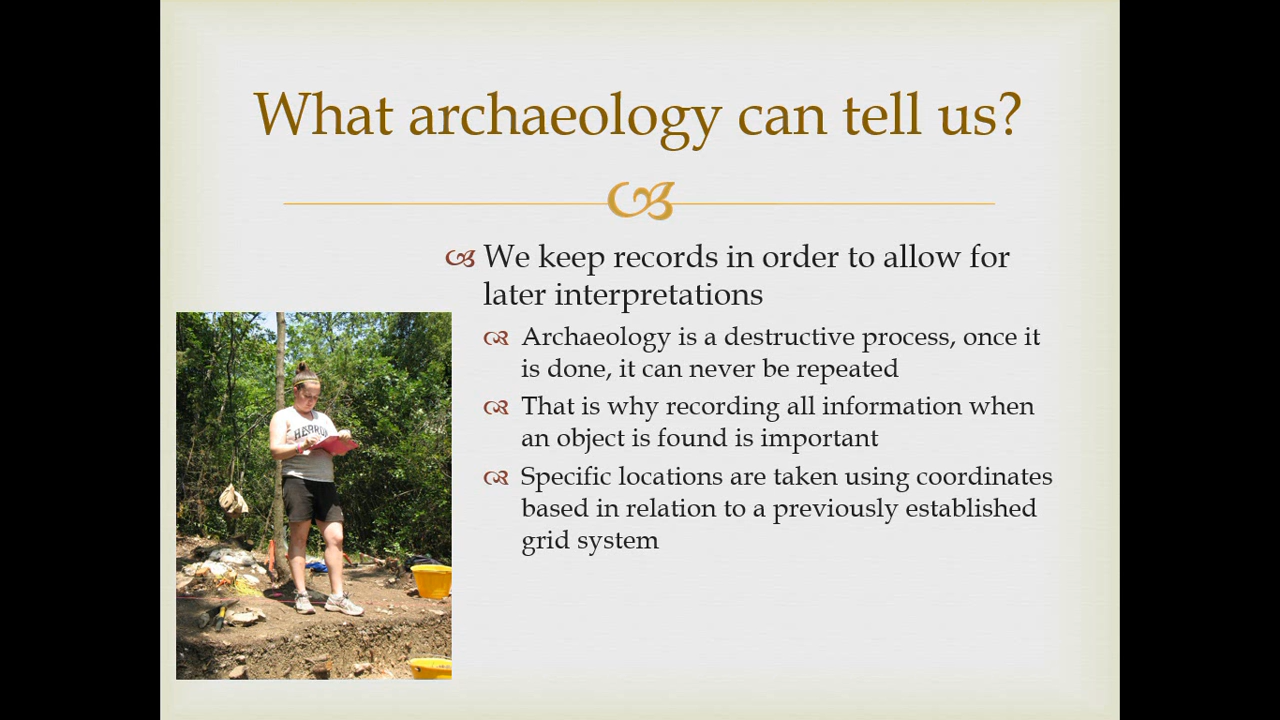 What archaeology can tell us?
We keep records in order to allow for
later interpretations
Archaeology is a destructive process, once it
is done, it can never be repeated
That is why recording all information when
an object is found is important
Specific locations are taken using coordinates
based in relation to a previously established
grid system